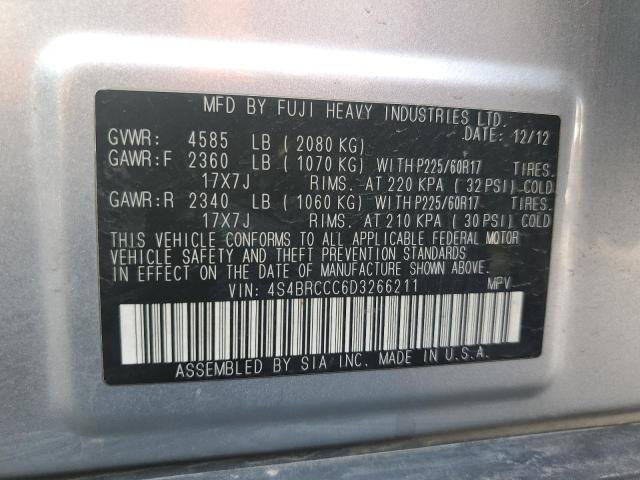 MFD BY FUJI HEAVY INDUSTRIES LTD.
GVWR: 4585 LB (2080 KG) DATE: 12/12
GAWR:F 2360 LB (1070 KG) WITH P225/60R17 TIRES.
17X7J RIMS. AT 220 KPA (32 PSI) COLD
GAWR:R 2340 LB (1060 KG) WITH P225/60R17 TIRES.
17X7J RIMS. AT 210 KPA (30 PSI) COLD
THIS VEHICLE CONFORMS TO ALL APPLICABLE FEDERAL MOTOR
VEHICLE SAFETY AND THEFT PREVENTION STANDARDS
IN EFFECT ON THE DATE OF MANUFACTURE SHOWN ABOVE.
VIN: 4S4BRCCC6D3266211 MPV
ASSEMBLED BY SIA INC. MADE IN U.S.A.